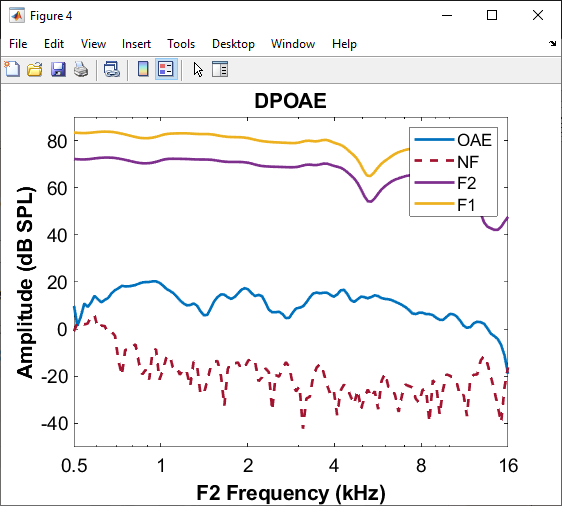 Figure 4
File Edit View Insert Tools Desktop Window Help
DPOAE
Amplitude (dB SPL)
80
60
40
20
0
-20
-40
OAE
NF
F2
F1
0.5 1 2 4 8 16
F2 Frequency (kHz)